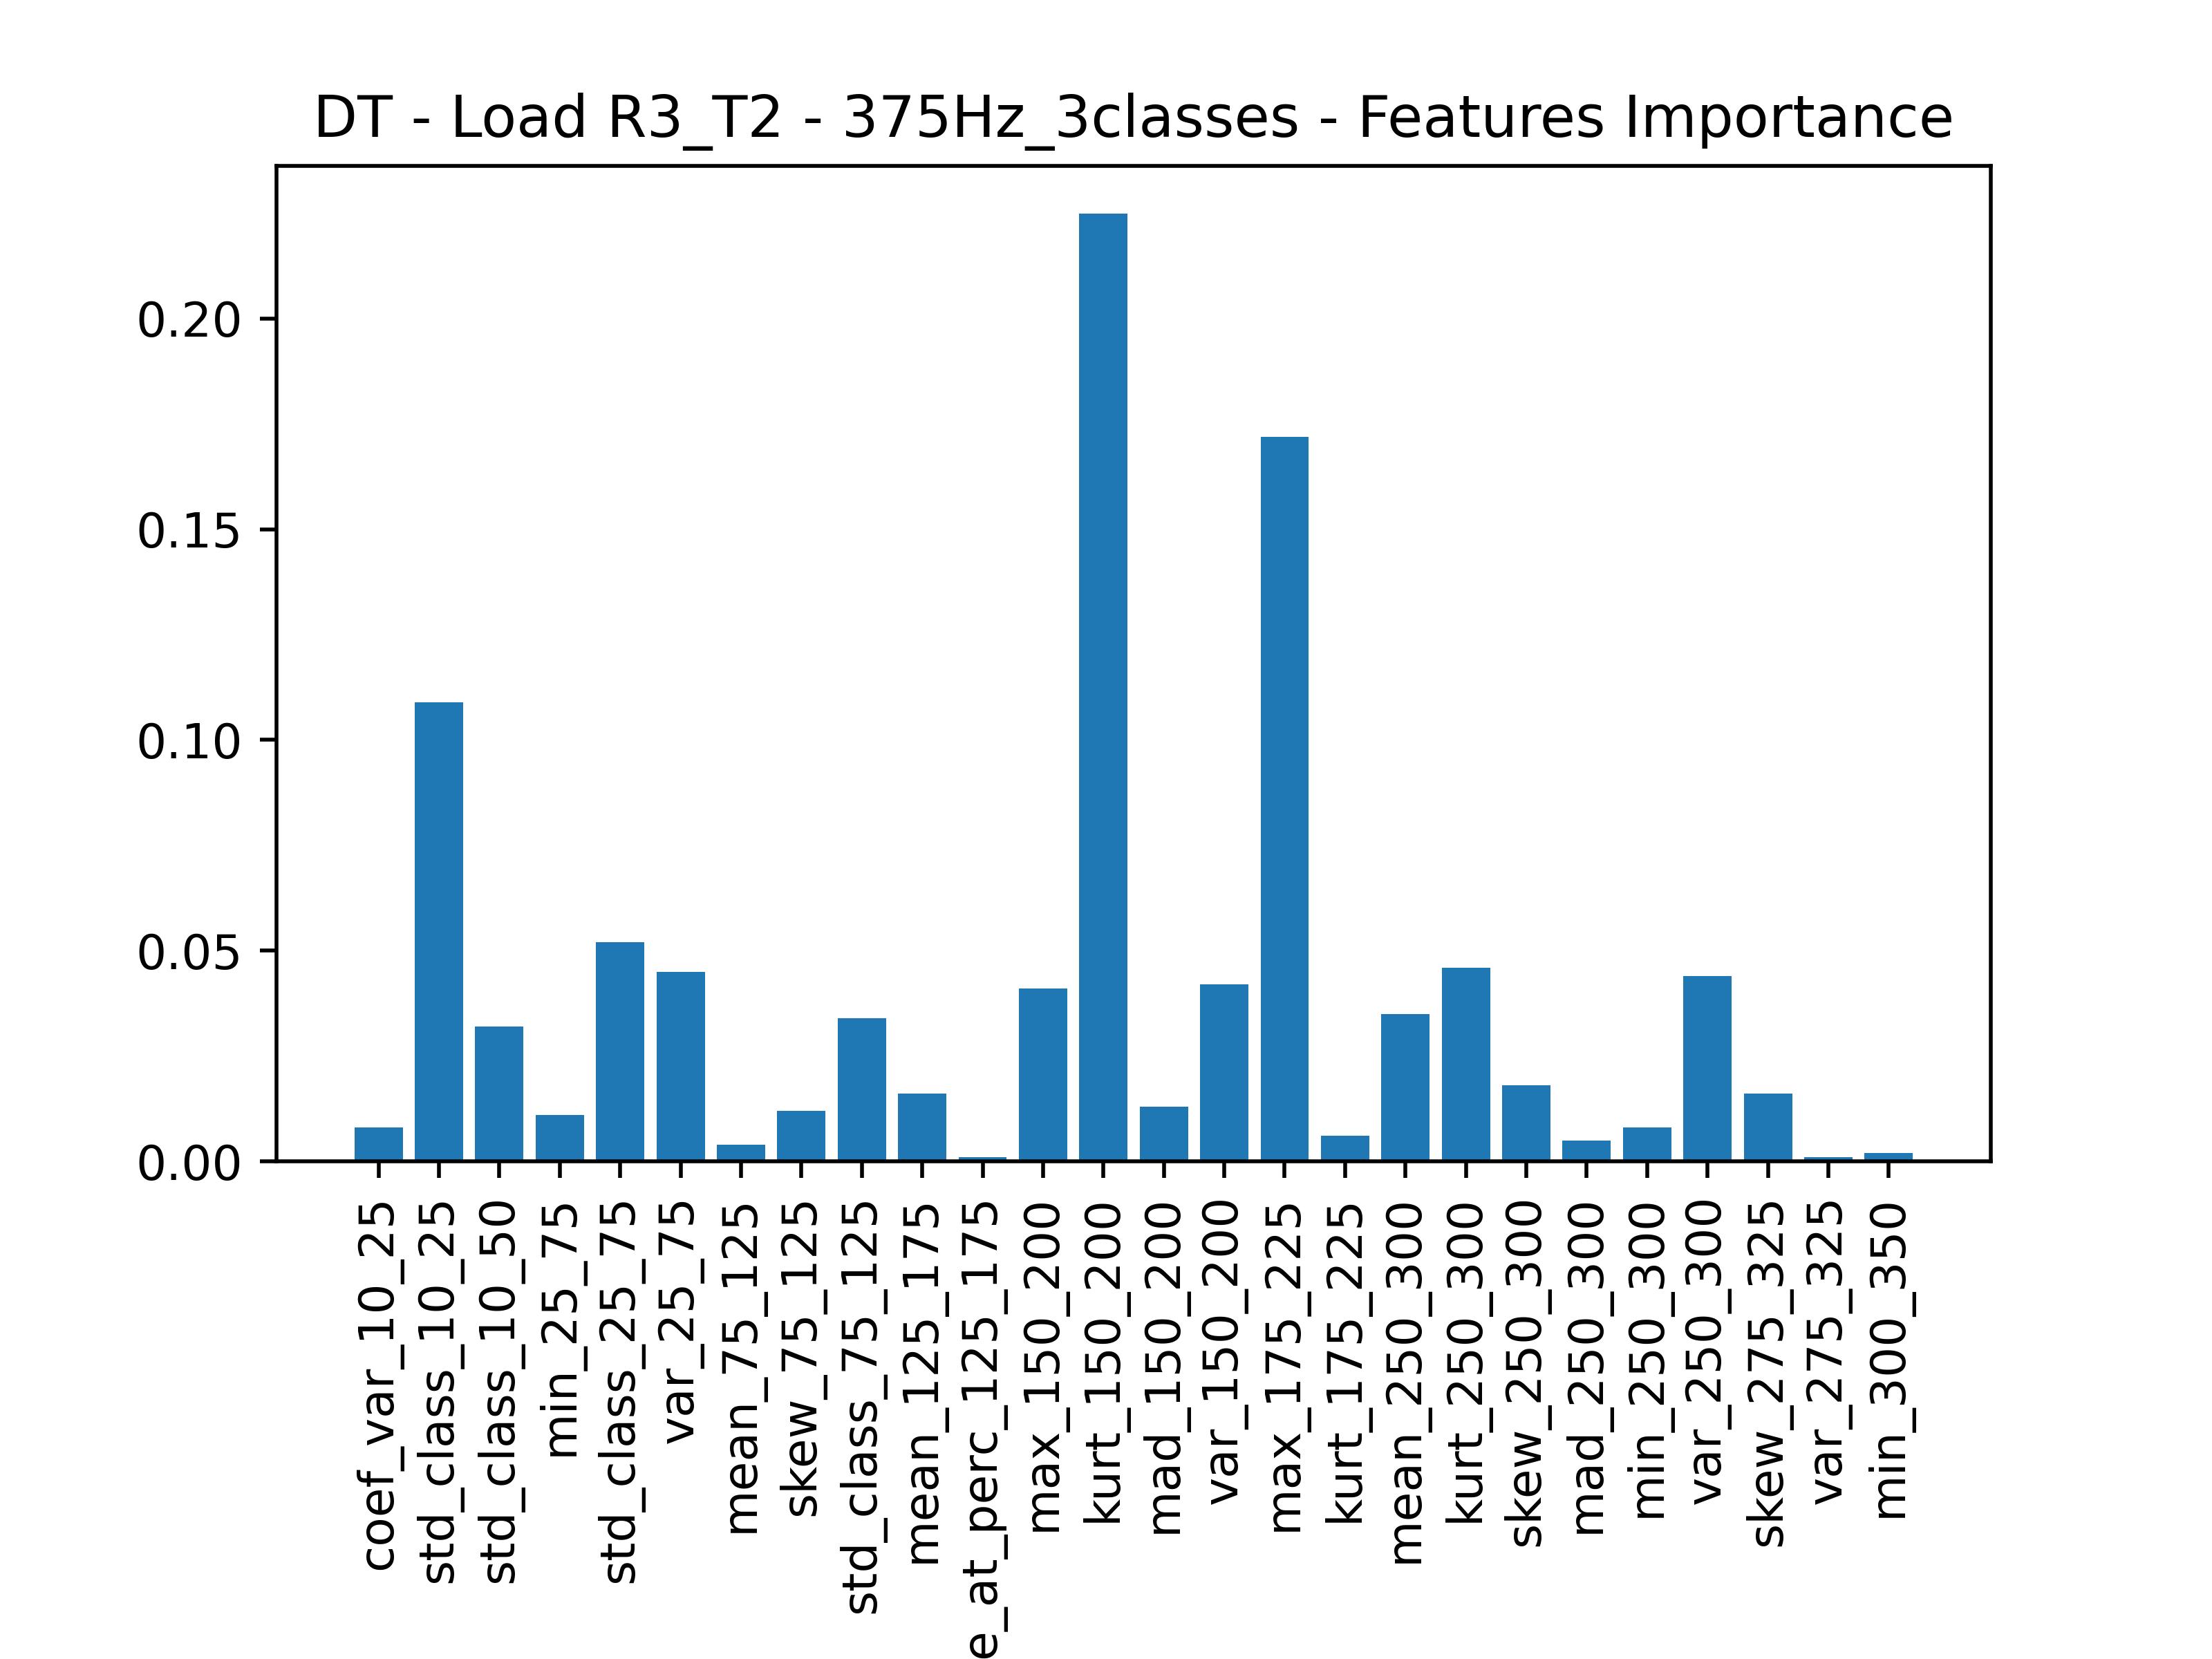 DT - Load R3_T2 - 375Hz_3classes - Features Importance
0.20
0.15
0.10
0.05
0.00
coef_var_10_25
std_class_10_25
std_class_10_50
min_25_75
std_class_25_75
var_25_75
mean_75_125
skew_75_125
std_class_75_125
mean_125_175
e_at_perc_125_175
max_150_200
kurt_150_200
mad_150_200
var_150_200
max_175_225
kurt_175_225
mean_250_300
kurt_250_300
skew_250_300
mad_250_300
min_250_300
var_250_300
skew_275_325
var_275_325
min_300_350